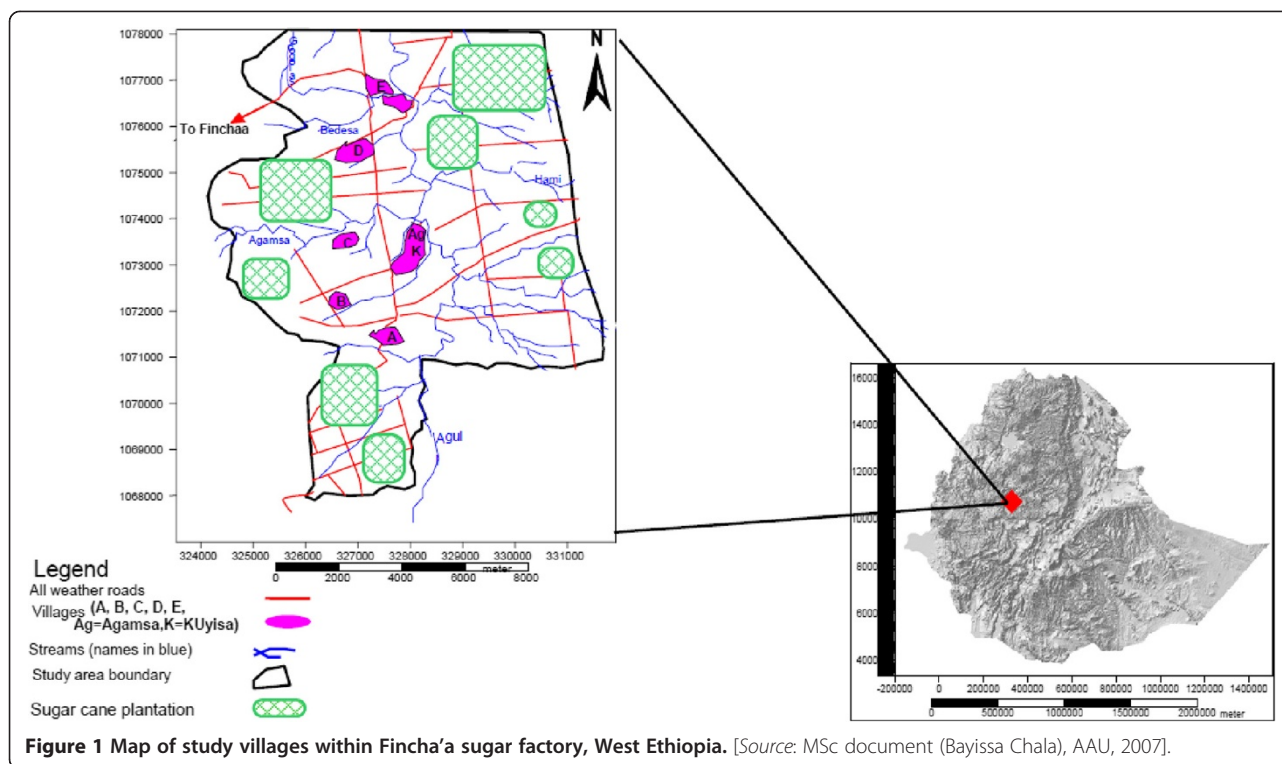 1078000
1077000
1076000
1075000
1074000
1073000
1072000
1071000
1070000
1069000
1068000
N
E
To Finchaa
Bedesa
D
Hami
Agamsa
C
Ag
K
B
A
Agul
324000 325000 326000 327000 328000 329000 330000 331000
meter
0 2000 4000 6000 8000
Legend
All weather roads
Villages (A, B, C, D, E,
Ag=Agamsa,K=KUyisa)
Streams (names in blue)
Study area boundary
Sugar cane plantation
16000
14000
12000
10000
8000
6000
4000
-200000 0 200000 400000 600000 800000 1000000 1200000 1400000
0 500000 1000000 1500000 2000000
meter
Figure 1 Map of study villages within Fincha'a sugar factory, West Ethiopia. [Source: MSc document (Bayissa Chala), AAU, 2007].